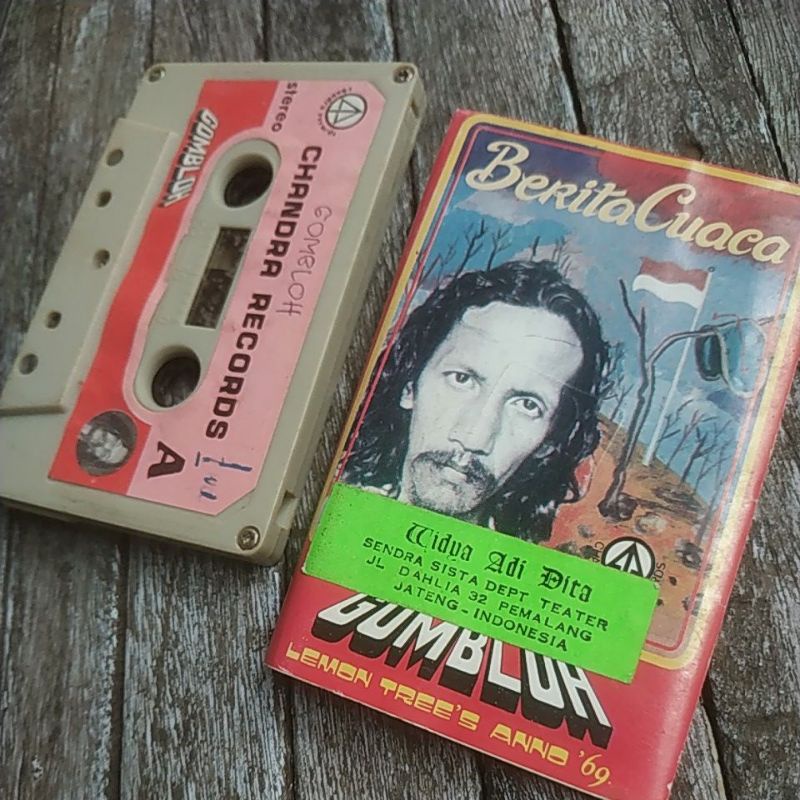 GOMBLOH
stereo
CHANDRA RECORDS
GOMBLOH
A
Berita Cuaca
Widya Adi Dita
SENDRA SISTA DEPT TEATER
JL DAHLIA 32 PEMALANG
JATENG - INDONESIA
GOMBLOH
LEMON TREE'S ANNO '69.